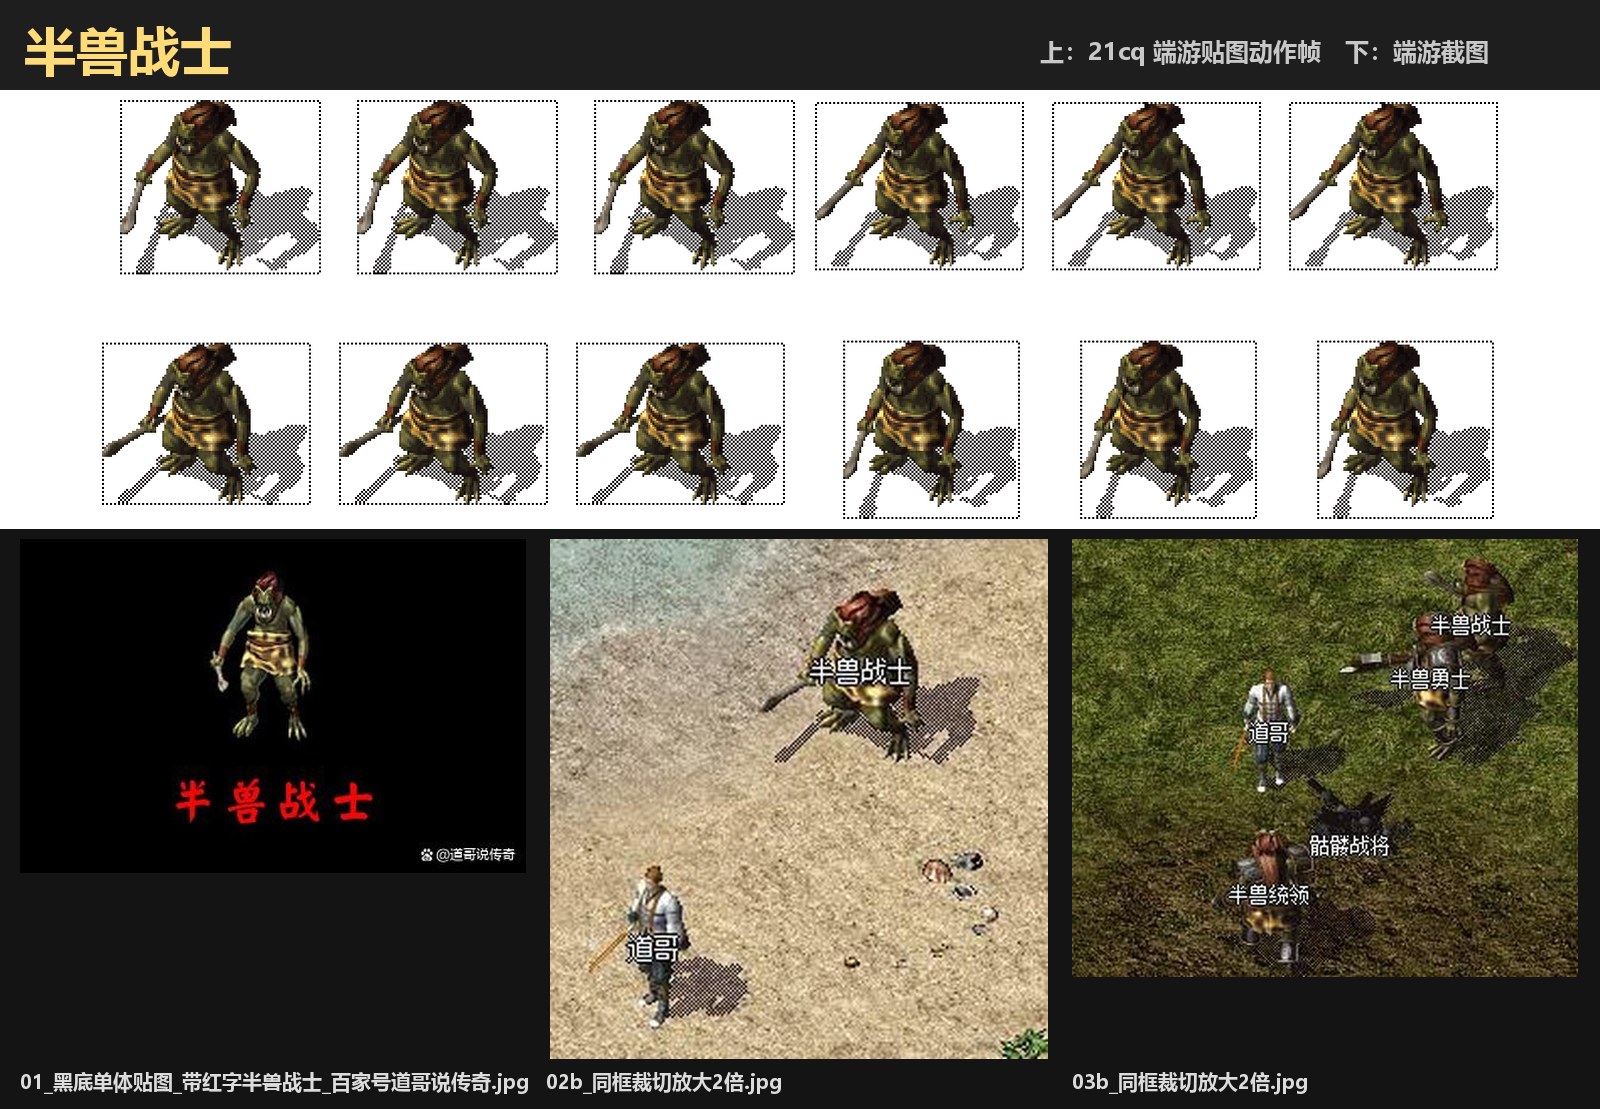 半兽战士
上：21cq 端游贴图动作帧 下：端游截图
半兽战士
@道哥说传奇
半兽战士
道哥
半兽战士
半兽勇士
道哥
骷髅战将
半兽统领
01_黑底单体贴图_带红字半兽战士_百家号道哥说传奇.jpg
02b_同框裁切放大2倍.jpg
03b_同框裁切放大2倍.jpg